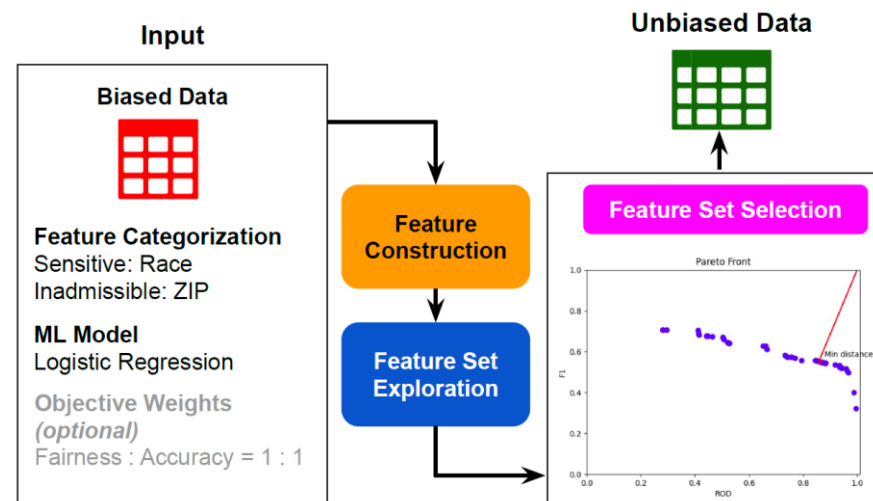 Input
Biased Data
Feature Categorization
Sensitive: Race
Inadmissible: ZIP
ML Model
Logistic Regression
Objective Weights
(optional)
Fairness : Accuracy = 1 : 1
Feature
Construction
Feature Set
Exploration
Unbiased Data
Feature Set Selection
Pareto Front
1.0
0.8
0.6
0.4
0.2
0.0
F1
Min distance
0.0 0.2 0.4 0.6 0.8 1.0
ROD